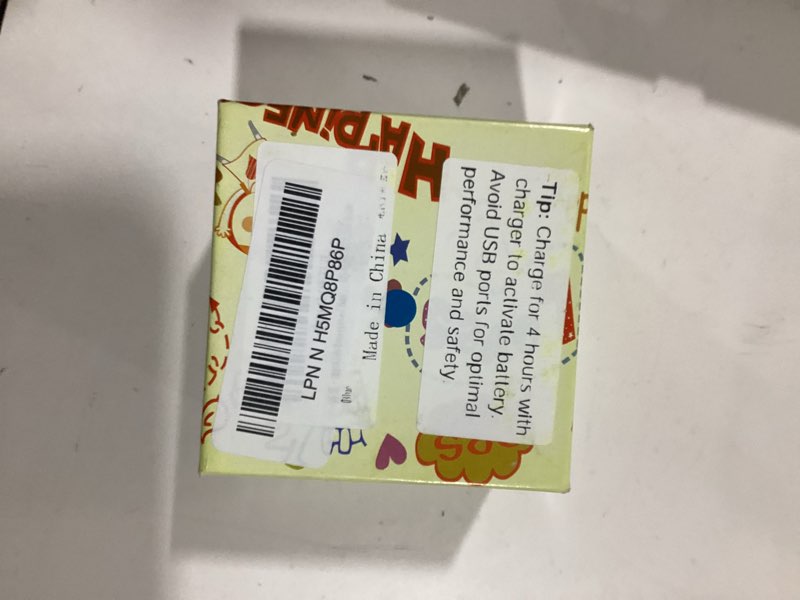 Tip: Charge for 4 hours with
charger to activate battery.
Avoid USB ports for optimal
performance and safety.
Made in China
LPN N H5MQ8P86P